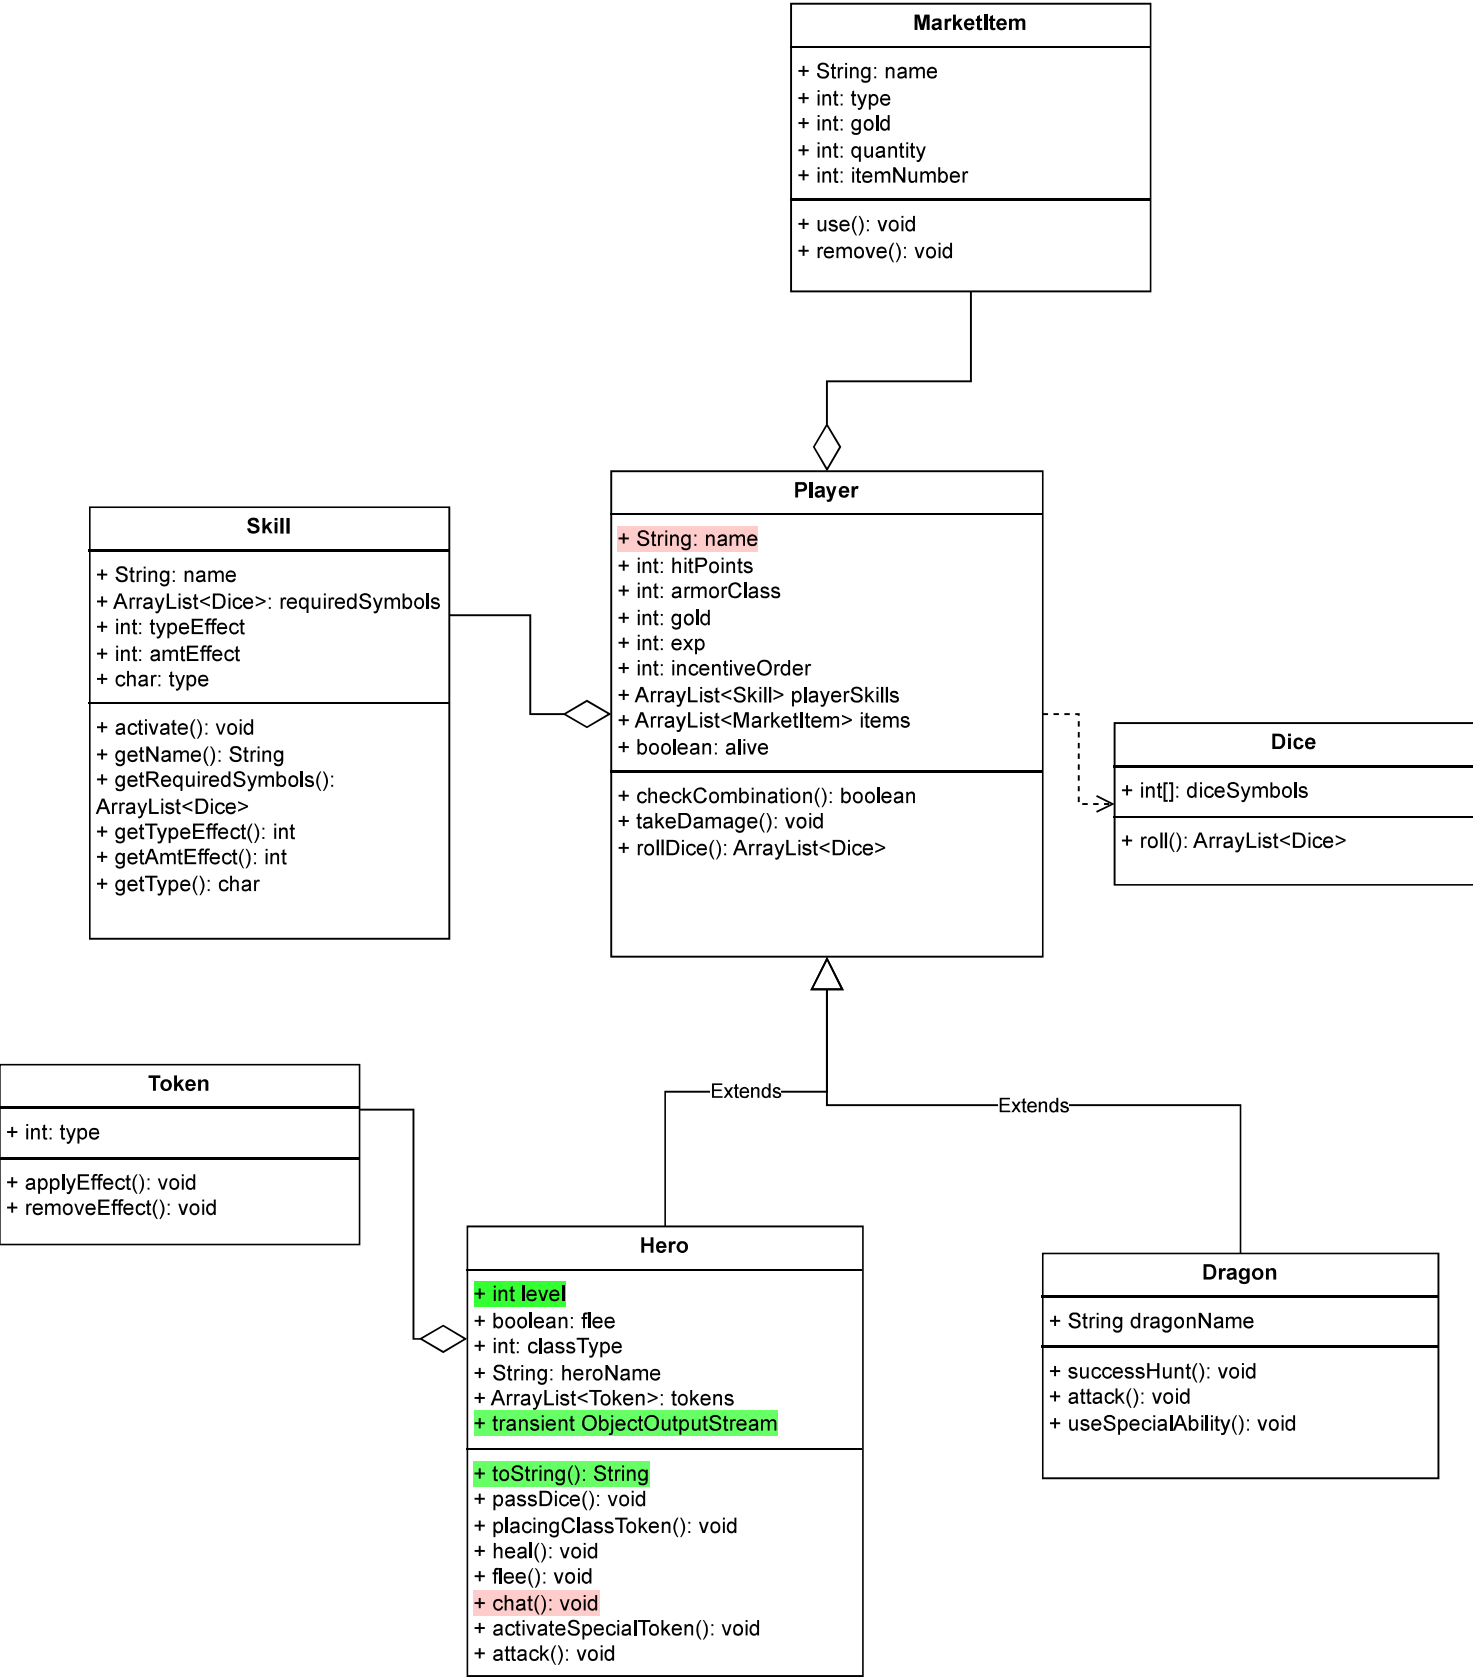 MarketItem
+ String: name
+ int: type
+ int: gold
+ int: quantity
+ int: itemNumber
+ use(): void
+ remove(): void
Player
+ String: name
+ int: hitPoints
+ int: armorClass
+ int: gold
+ int: exp
+ int: incentiveOrder
+ ArrayList<Skill> playerSkills
+ ArrayList<MarketItem> items
+ boolean: alive
+ checkCombination(): boolean
+ takeDamage(): void
+ rollDice(): ArrayList<Dice>
Skill
+ String: name
+ ArrayList<Dice>: requiredSymbols
+ int: typeEffect
+ int: amtEffect
+ char: type
+ activate(): void
+ getName(): String
+ getRequiredSymbols():
ArrayList<Dice>
+ getTypeEffect(): int
+ getAmtEffect(): int
+ getType(): char
Dice
+ int[]: diceSymbols
+ roll(): ArrayList<Dice>
Extends
Extends
Token
+ int: type
+ applyEffect(): void
+ removeEffect(): void
Hero
+ int level
+ boolean: flee
+ int: classType
+ String: heroName
+ ArrayList<Token>: tokens
+ transient ObjectOutputStream
+ toString(): String
+ passDice(): void
+ placingClassToken(): void
+ heal(): void
+ flee(): void
+ chat(): void
+ activateSpecialToken(): void
+ attack(): void
Dragon
+ String dragonName
+ successHunt(): void
+ attack(): void
+ useSpecialAbility(): void